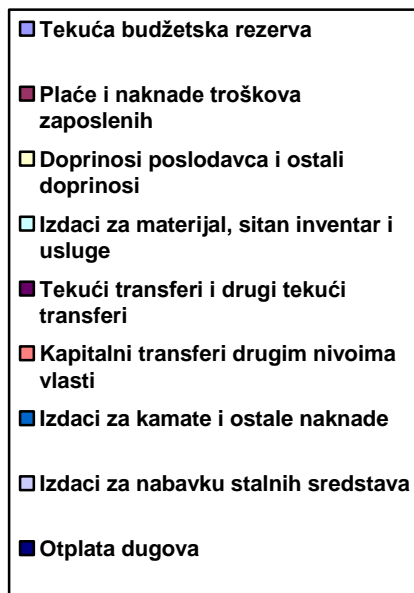 Tekuća budžetska rezerva
Plaće i naknade troškova
zaposlenih
Doprinosi poslodavca i ostali
doprinosi
Izdaci za materijal, sitan inventar i
usluge
Tekući transferi i drugi tekući
transferi
Kapitalni transferi drugim nivoima
vlasti
Izdaci za kamate i ostale naknade
Izdaci za nabavku stalnih sredstava
Otplata dugova